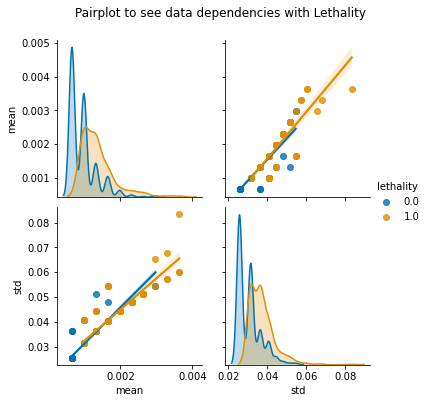 Pairplot to see data dependencies with Lethality
0.005
0.004
0.003
0.002
0.001
mean
lethality
0.0
1.0
0.08
0.07
0.06
0.05
0.04
0.03
std
0.002 0.004
mean
0.02 0.04 0.06 0.08
std